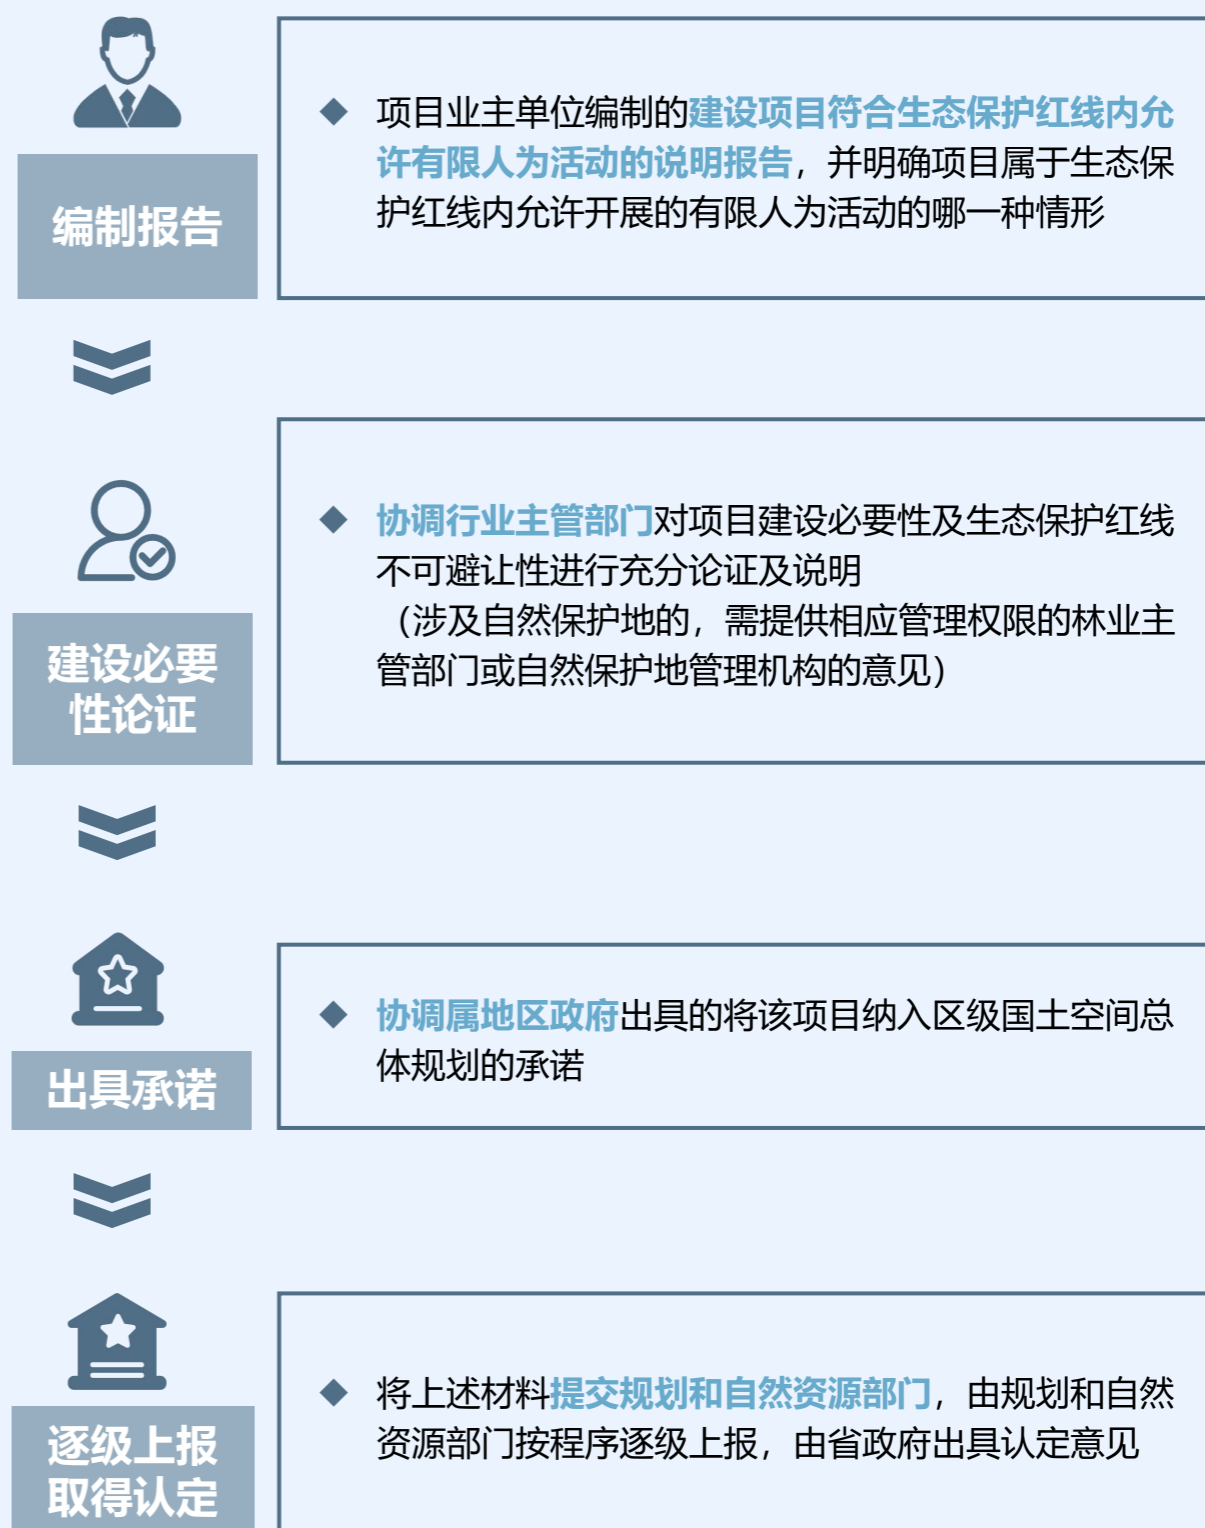 编制报告
◆ 项目业主单位编制的建设项目符合生态保护红线内允
许有限人为活动的说明报告，并明确项目属于生态保
护红线内允许开展的有限人为活动的哪一种情形
建设必要
性论证
◆ 协调行业主管部门对项目建设必要性及生态保护红线
不可避让性进行充分论证及说明
（涉及自然保护地的，需提供相应管理权限的林业主
管部门或自然保护地管理机构的意见）
出具承诺
◆ 协调属地区政府出具的将该项目纳入区级国土空间总
体规划的承诺
逐级上报
取得认定
◆ 将上述材料提交规划和自然资源部门，由规划和自然
资源部门按程序逐级上报，由省政府出具认定意见